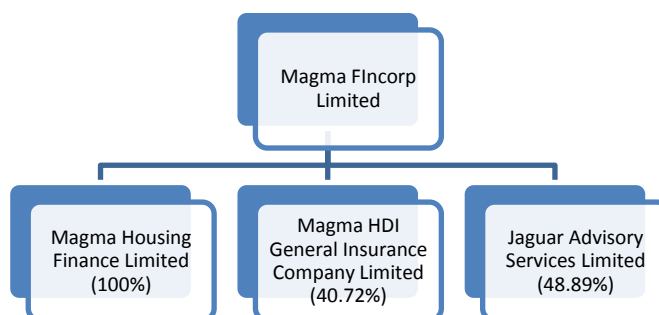 Magma FIncorp
Limited
Magma Housing
Finance Limited
(100%)
Magma HDI
General Insurance
Company Limited
(40.72%)
Jaguar Advisory
Services Limited
(48.89%)